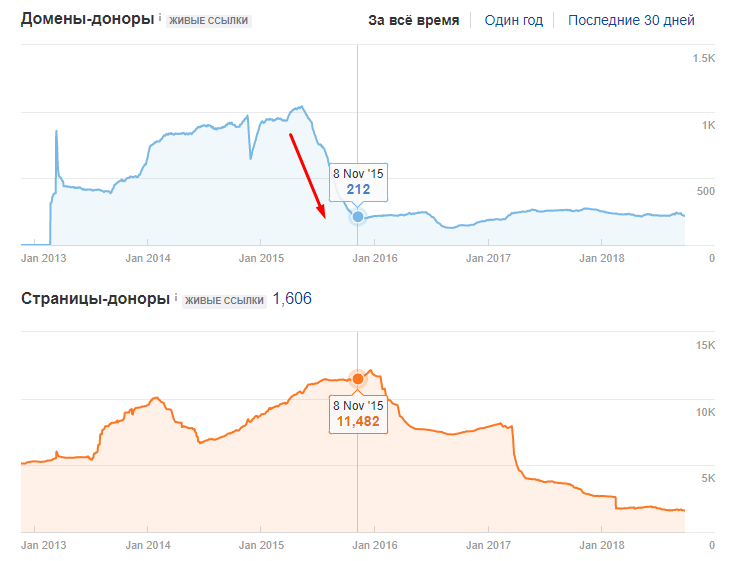 Домены-доноры i ЖИВЫЕ ССЫЛКИ
За всё время Один год Последние 30 дней
1.5K
1K
500
8 Nov '15
212
Jan 2013 Jan 2014 Jan 2015 Jan 2016 Jan 2017 Jan 2018 0
Страницы-доноры i ЖИВЫЕ ССЫЛКИ 1,606
15K
10K
5K
8 Nov '15
11,482
Jan 2013 Jan 2014 Jan 2015 Jan 2016 Jan 2017 Jan 2018 0